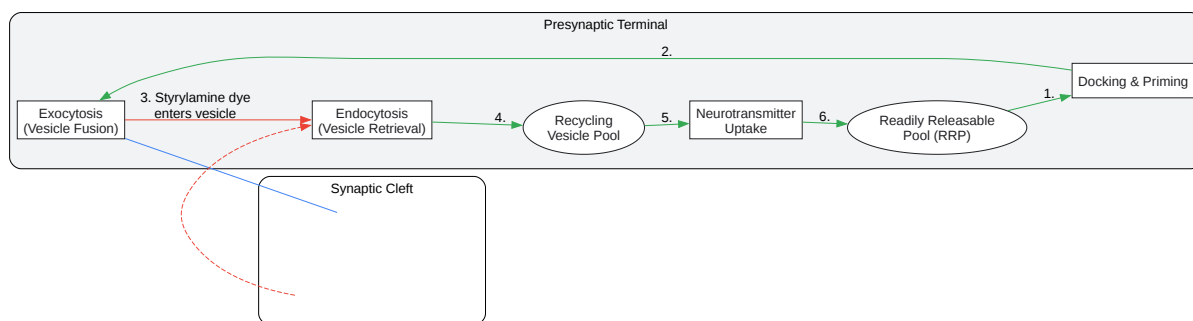 Presynaptic Terminal
2.
Docking & Priming
1.
3. Styrylamine dye
enters vesicle
Exocytosis
(Vesicle Fusion)
Endocytosis
(Vesicle Retrieval)
4.
Recycling
Vesicle Pool
5.
Neurotransmitter
Uptake
6.
Readily Releasable
Pool (RRP)
Synaptic Cleft